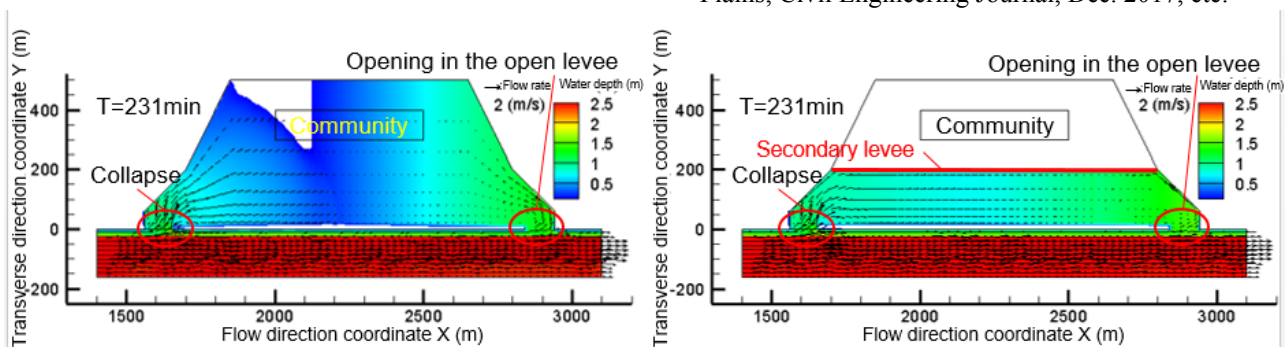 Plains, Civil Engineering Journal, Dec. 2017, etc.
Transverse direction coordinate Y (m)
Opening in the open levee
T=231min
Flow rate
2 (m/s)
Water depth (m)
2.5
2
1.5
1
0.5
Community
Collapse
400
200
0
-200
1500
2000
2500
3000
Flow direction coordinate X (m)
Transverse direction coordinate Y (m)
Opening in the open levee
T=231min
Flow rate
2 (m/s)
Water depth (m)
2.5
2
1.5
1
0.5
Community
Secondary levee
Collapse
400
200
0
-200
1500
2000
2500
3000
Flow direction coordinate X (m)